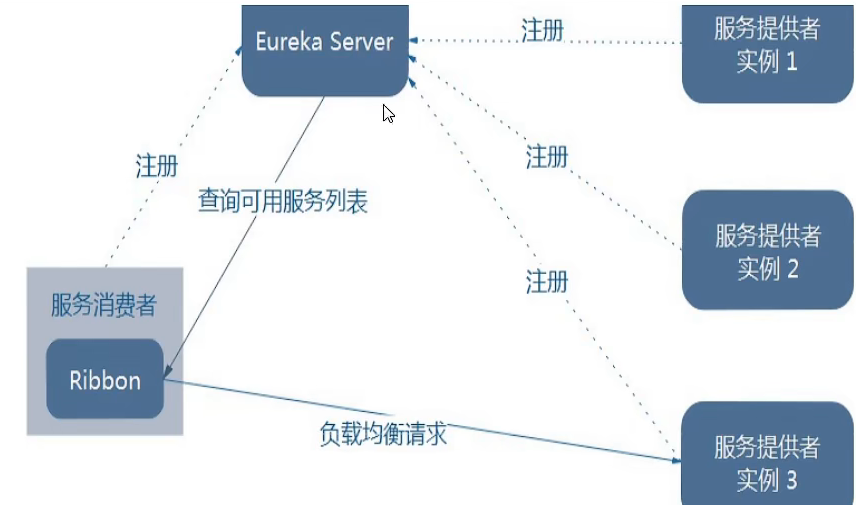 Eureka Server
注册
服务提供者
实例 1
注册
注册
查询可用服务列表
服务提供者
实例 2
注册
服务消费者
Ribbon
负载均衡请求
服务提供者
实例 3